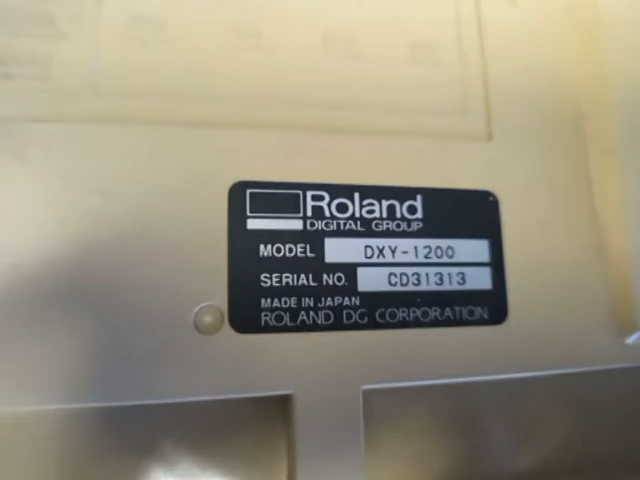 Roland
DIGITAL GROUP
MODEL DXY-1200
SERIAL NO. CD31313
MADE IN JAPAN
ROLAND DG CORPORATION